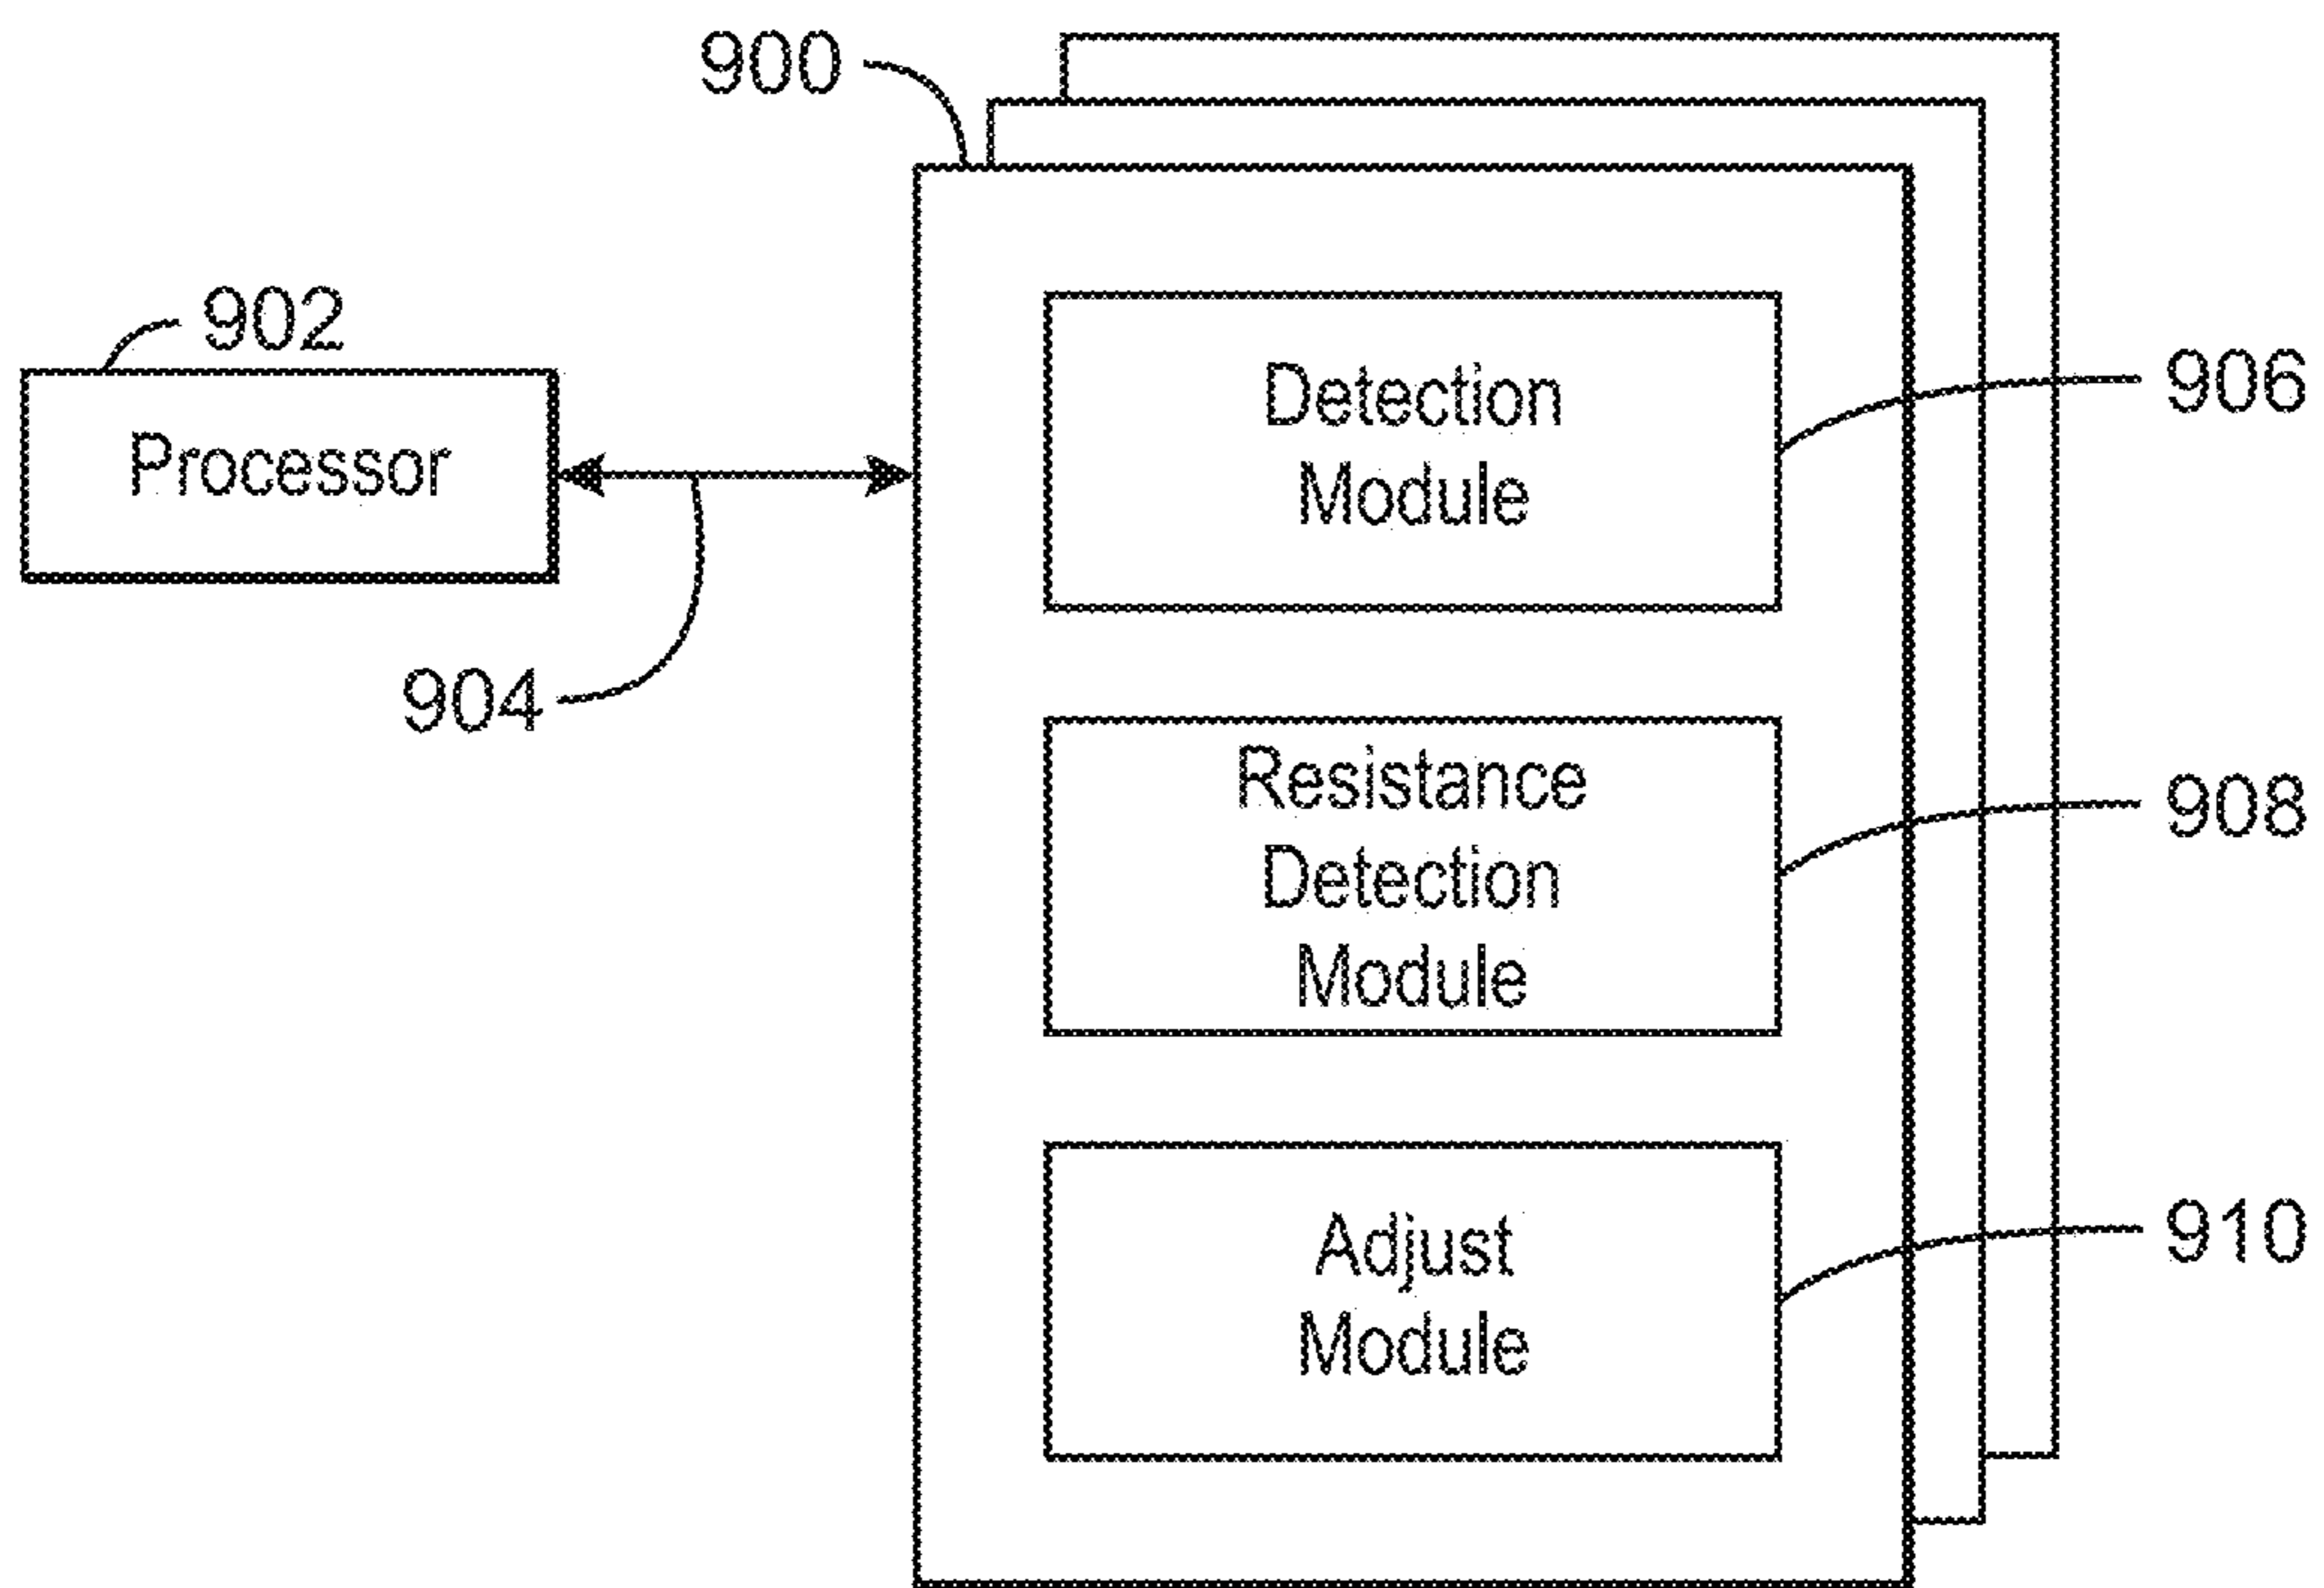 900
902
Processor
904
Detection
Module
906
Resistance
Detection
Module
908
Adjust
Module
910